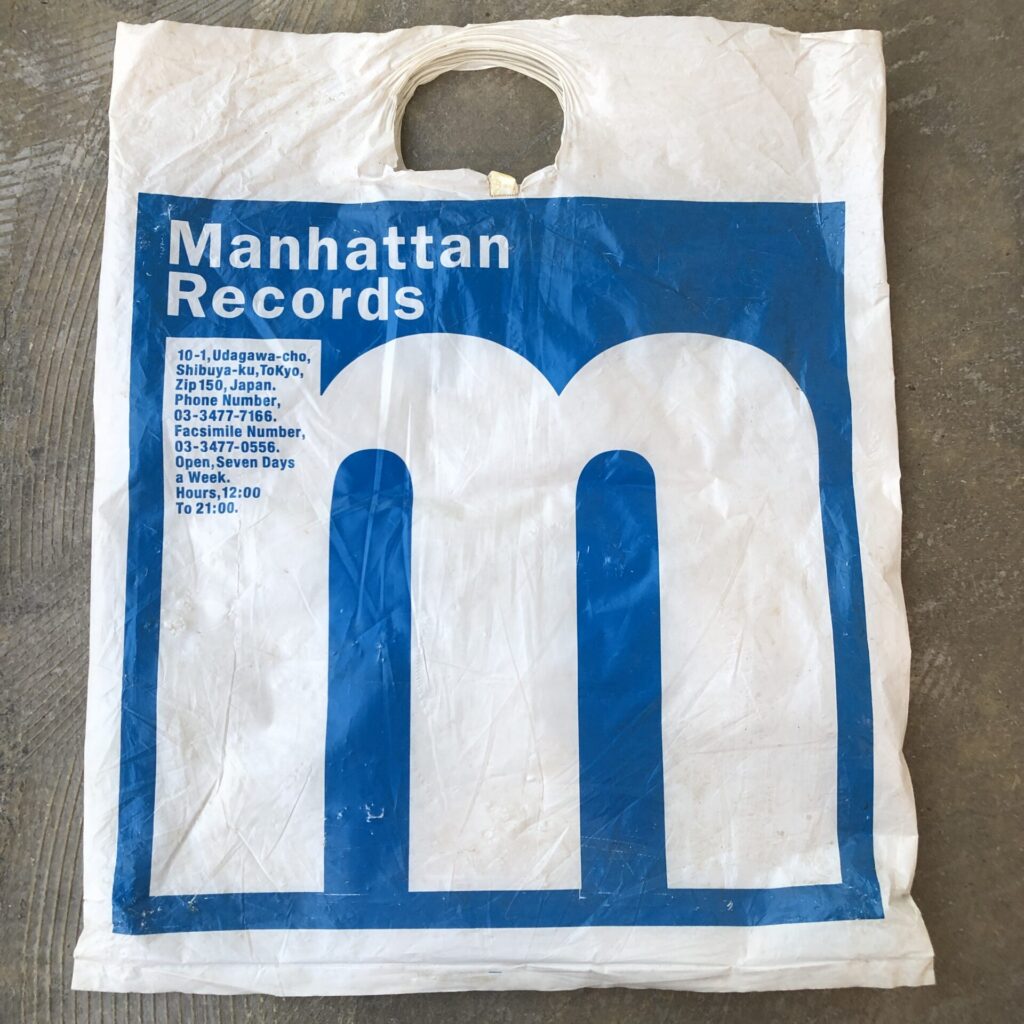 Manhattan
Records
10-1,Udagawa-cho,
Shibuya-ku,ToKyo,
Zip150,Japan.
Phone Number,
03-3477-7166.
Facsimile Number,
03-3477-0556.
Open,Seven Days
a Week.
Hours,12:00
To 21:00.
m